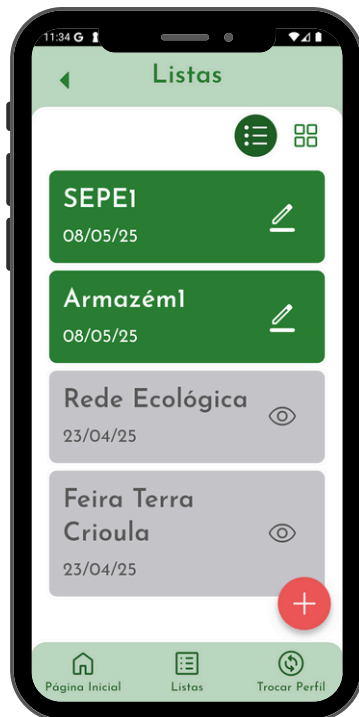 11:34 G
Listas
SEPE1
08/05/25
Armazém1
08/05/25
Rede Ecológica
23/04/25
Feira Terra
Crioula
23/04/25
Página Inicial
Listas
Trocar Perfil